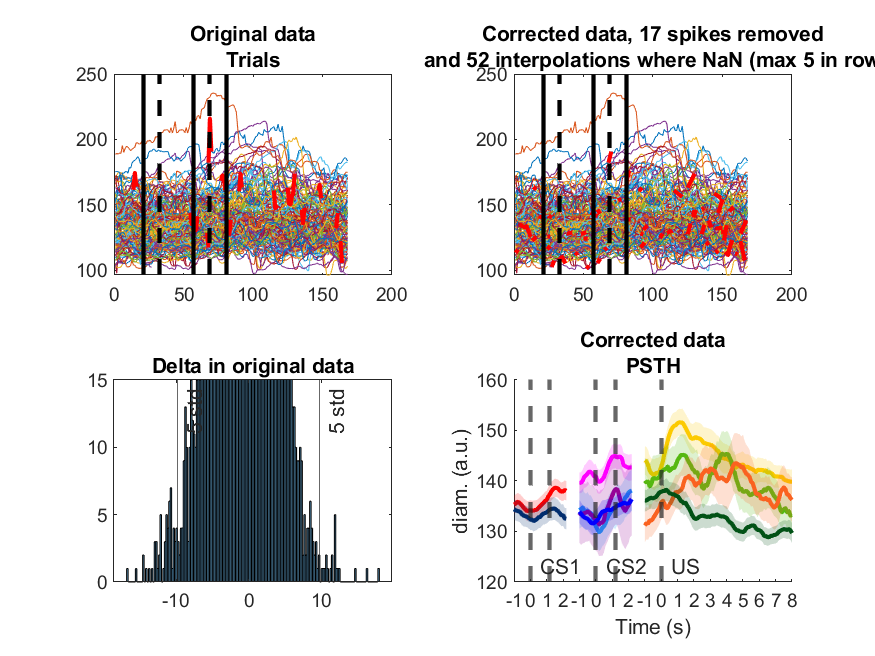 Original data
Trials
250
200
150
100
0
50
100
150
200
Corrected data, 17 spikes removed
and 52 interpolations where NaN (max 5 in row
250
200
150
100
0
50
100
150
200
Delta in original data
15
10
5
0
-10
0
10
5 std
5 std
Corrected data
PSTH
160
150
140
130
120
diam. (a.u.)
CS1
CS2
US
-1 0 1 2 -1 0 1 2 -1 0 1 2 3 4 5 6 7 8
Time (s)